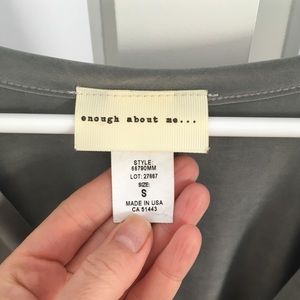 enough about me...
STYLE:
66790MM
LOT: 27667
SIZE:
S
MADE IN USA
CA 51443